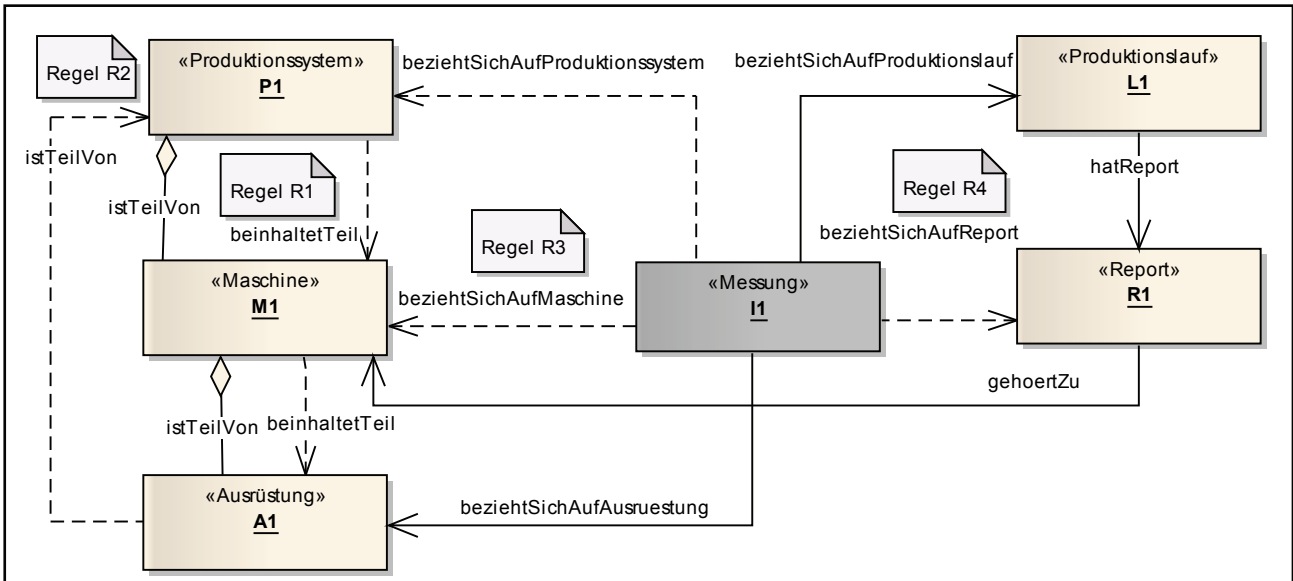 Regel R2
«Produktionssystem»
P1
beziehtSichAufProduktionssystem
beziehtSichAufProduktionslauf
«Produktionslauf»
L1
istTeilVon
istTeilVon
Regel R1
beinhaltetTeil
Regel R3
Regel R4
hatReport
beziehtSichAufReport
«Maschine»
M1
beziehtSichAufMaschine
«Messung»
I1
«Report»
R1
gehoertZu
istTeilVon
beinhaltetTeil
«Ausrüstung»
A1
beziehtSichAufAusruestung